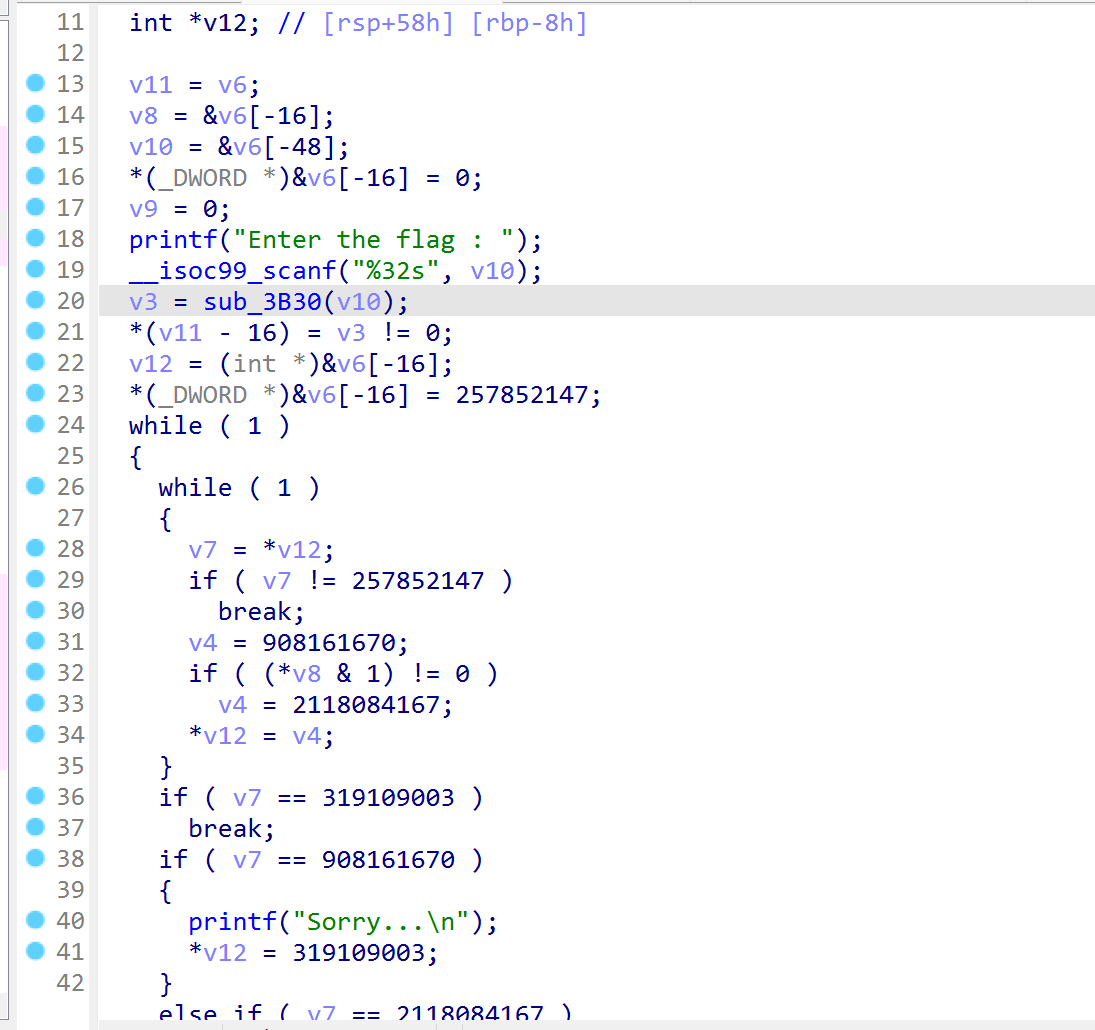 11 int *v12; // [rsp+58h] [rbp-8h]
12
13 v11 = v6;
14 v8 = &v6[-16];
15 v10 = &v6[-48];
16 *(_DWORD *)&v6[-16] = 0;
17 v9 = 0;
18 printf("Enter the flag : ");
19 __isoc99_scanf("%32s", v10);
20 v3 = sub_3B30(v10);
21 *(v11 - 16) = v3 != 0;
22 v12 = (int *)&v6[-16];
23 *(_DWORD *)&v6[-16] = 257852147;
24 while ( 1 )
25 {
26 while ( 1 )
27 {
28 v7 = *v12;
29 if ( v7 != 257852147 )
30 break;
31 v4 = 908161670;
32 if ( (*v8 & 1) != 0 )
33 v4 = 2118084167;
34 *v12 = v4;
35 }
36 if ( v7 == 319109003 )
37 break;
38 if ( v7 == 908161670 )
39 {
40 printf("Sorry...\n");
41 *v12 = 319109003;
42 }
else if ( v7 == 2118084167 )